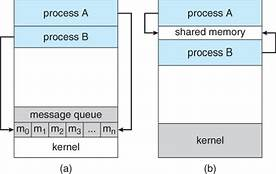 process A
process B
message queue
m0 m1 m2 m3 ... mn
kernel
(a)
process A
shared memory
process B
kernel
(b)